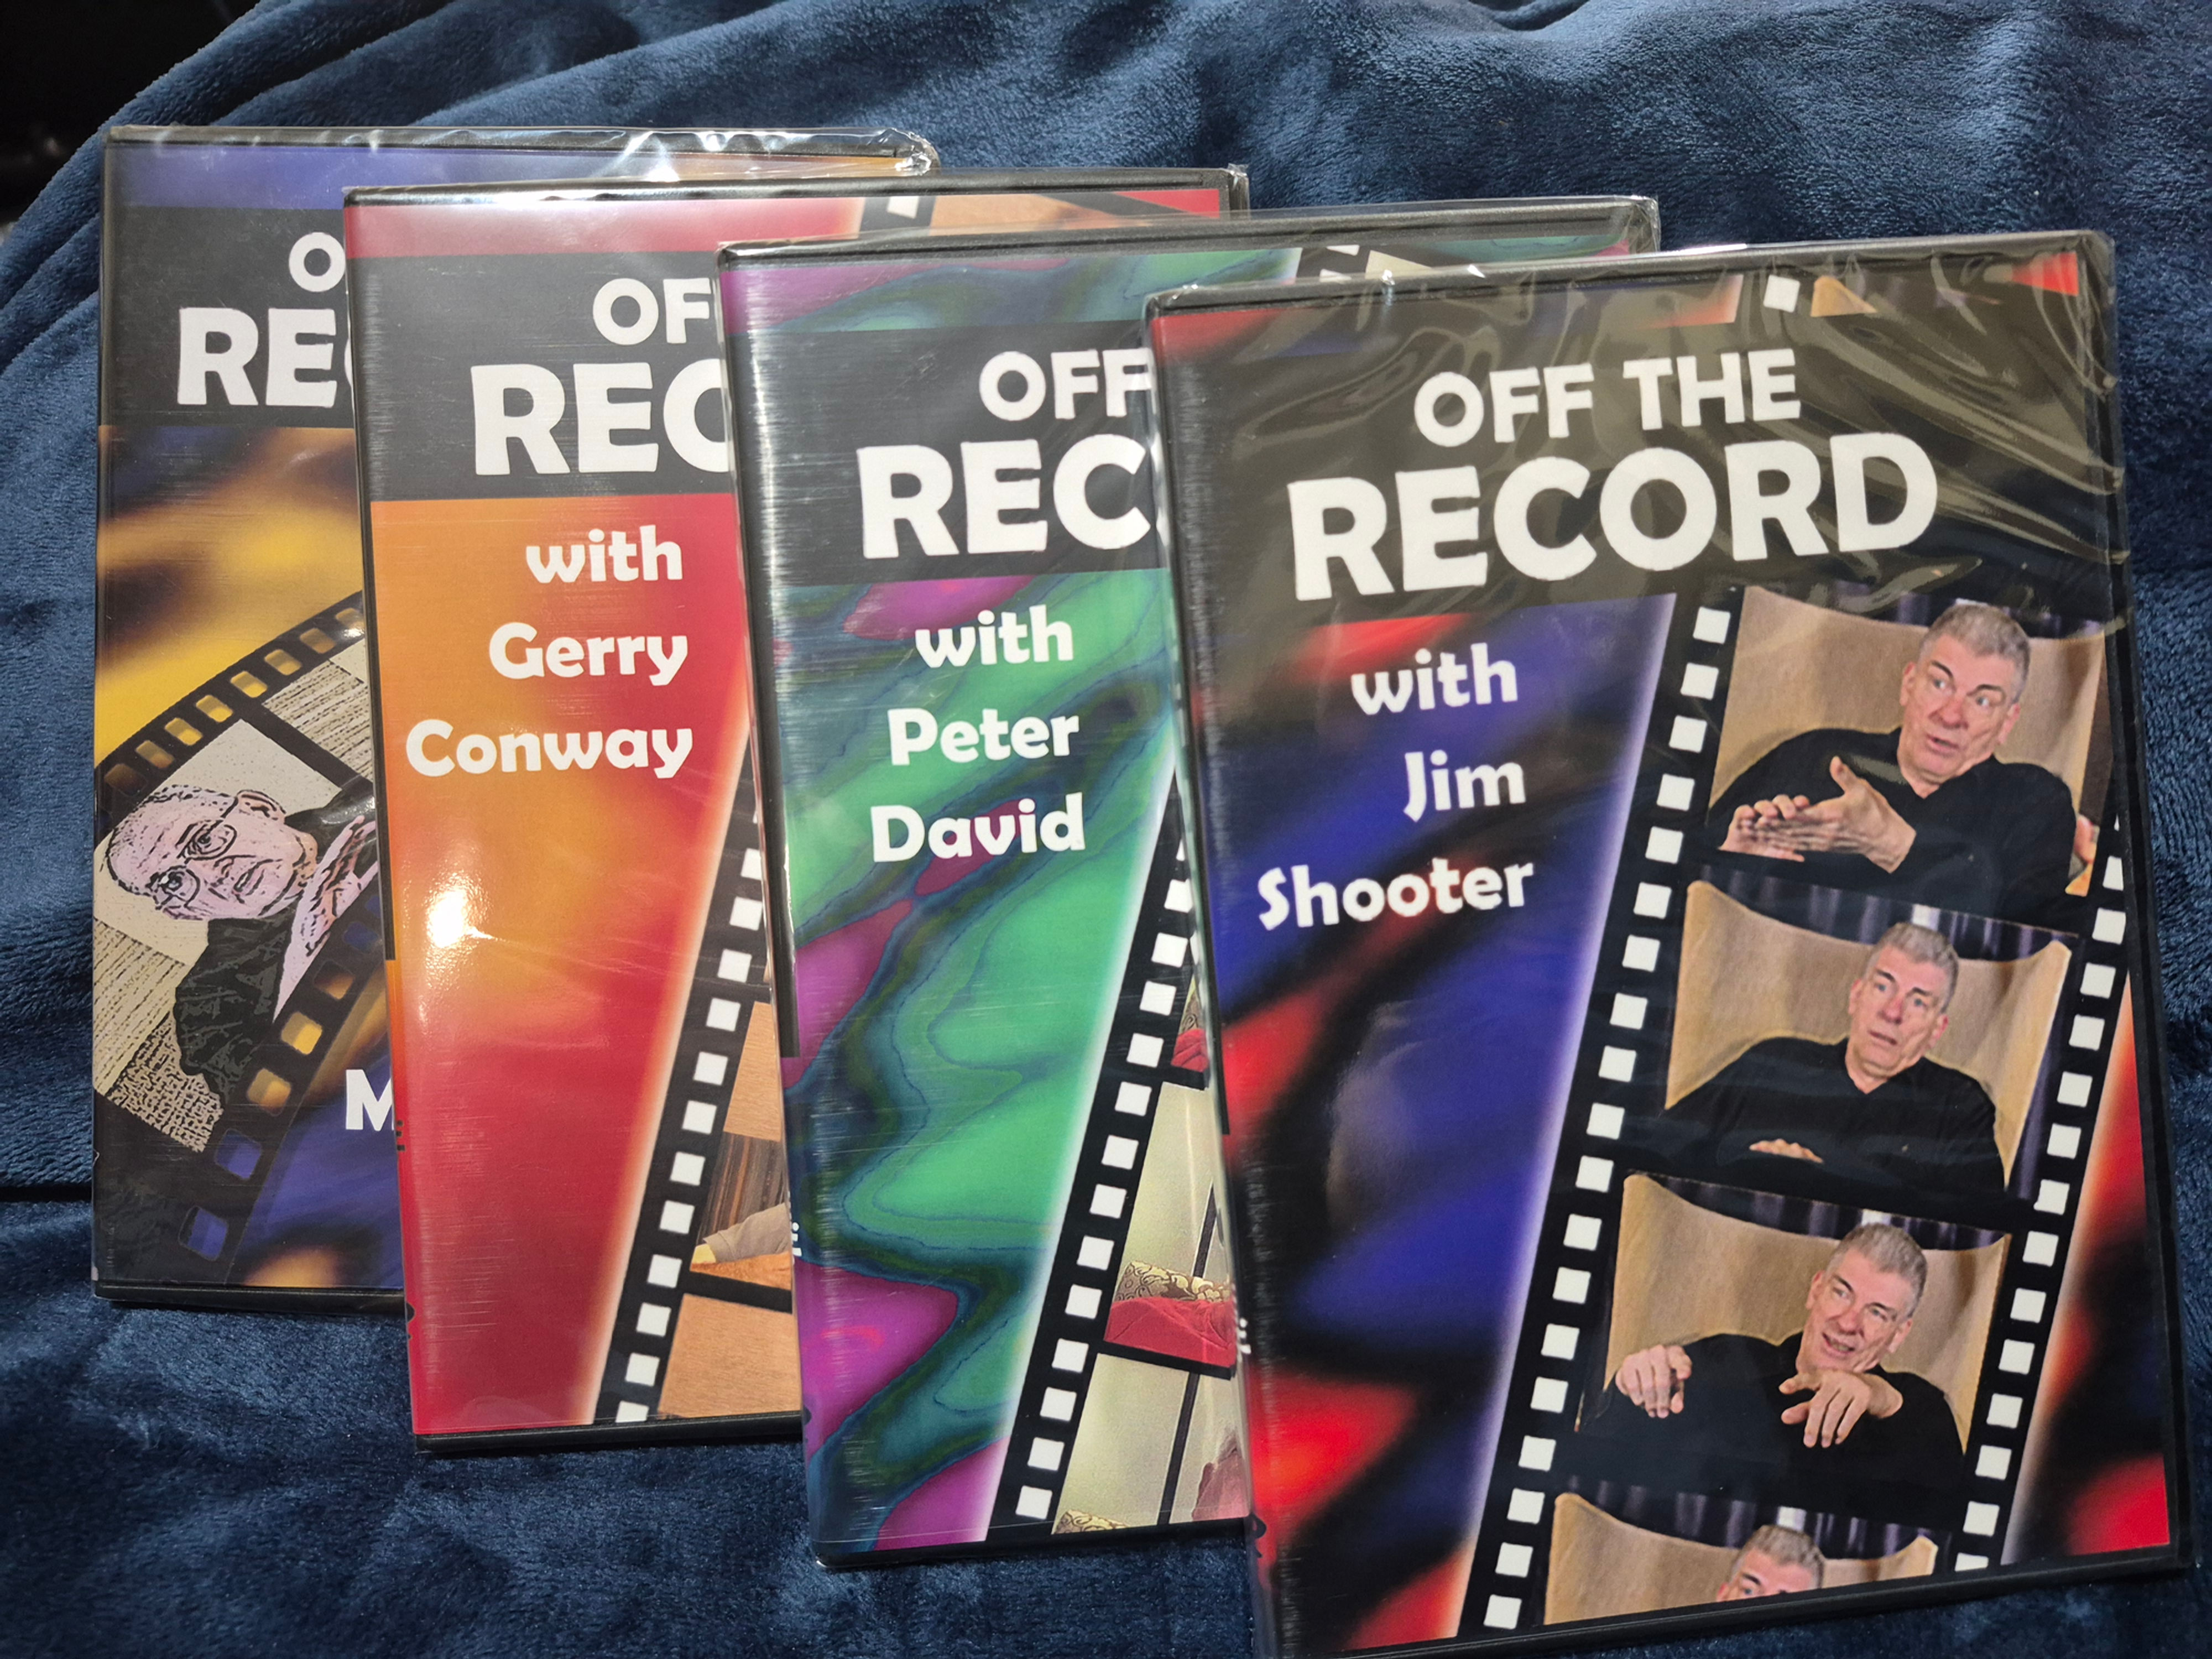 O
RE
M
OF
REC
with
Gerry
Conway
OFF
REC
with
Peter
David
OFF THE
RECORD
with
Jim
Shooter